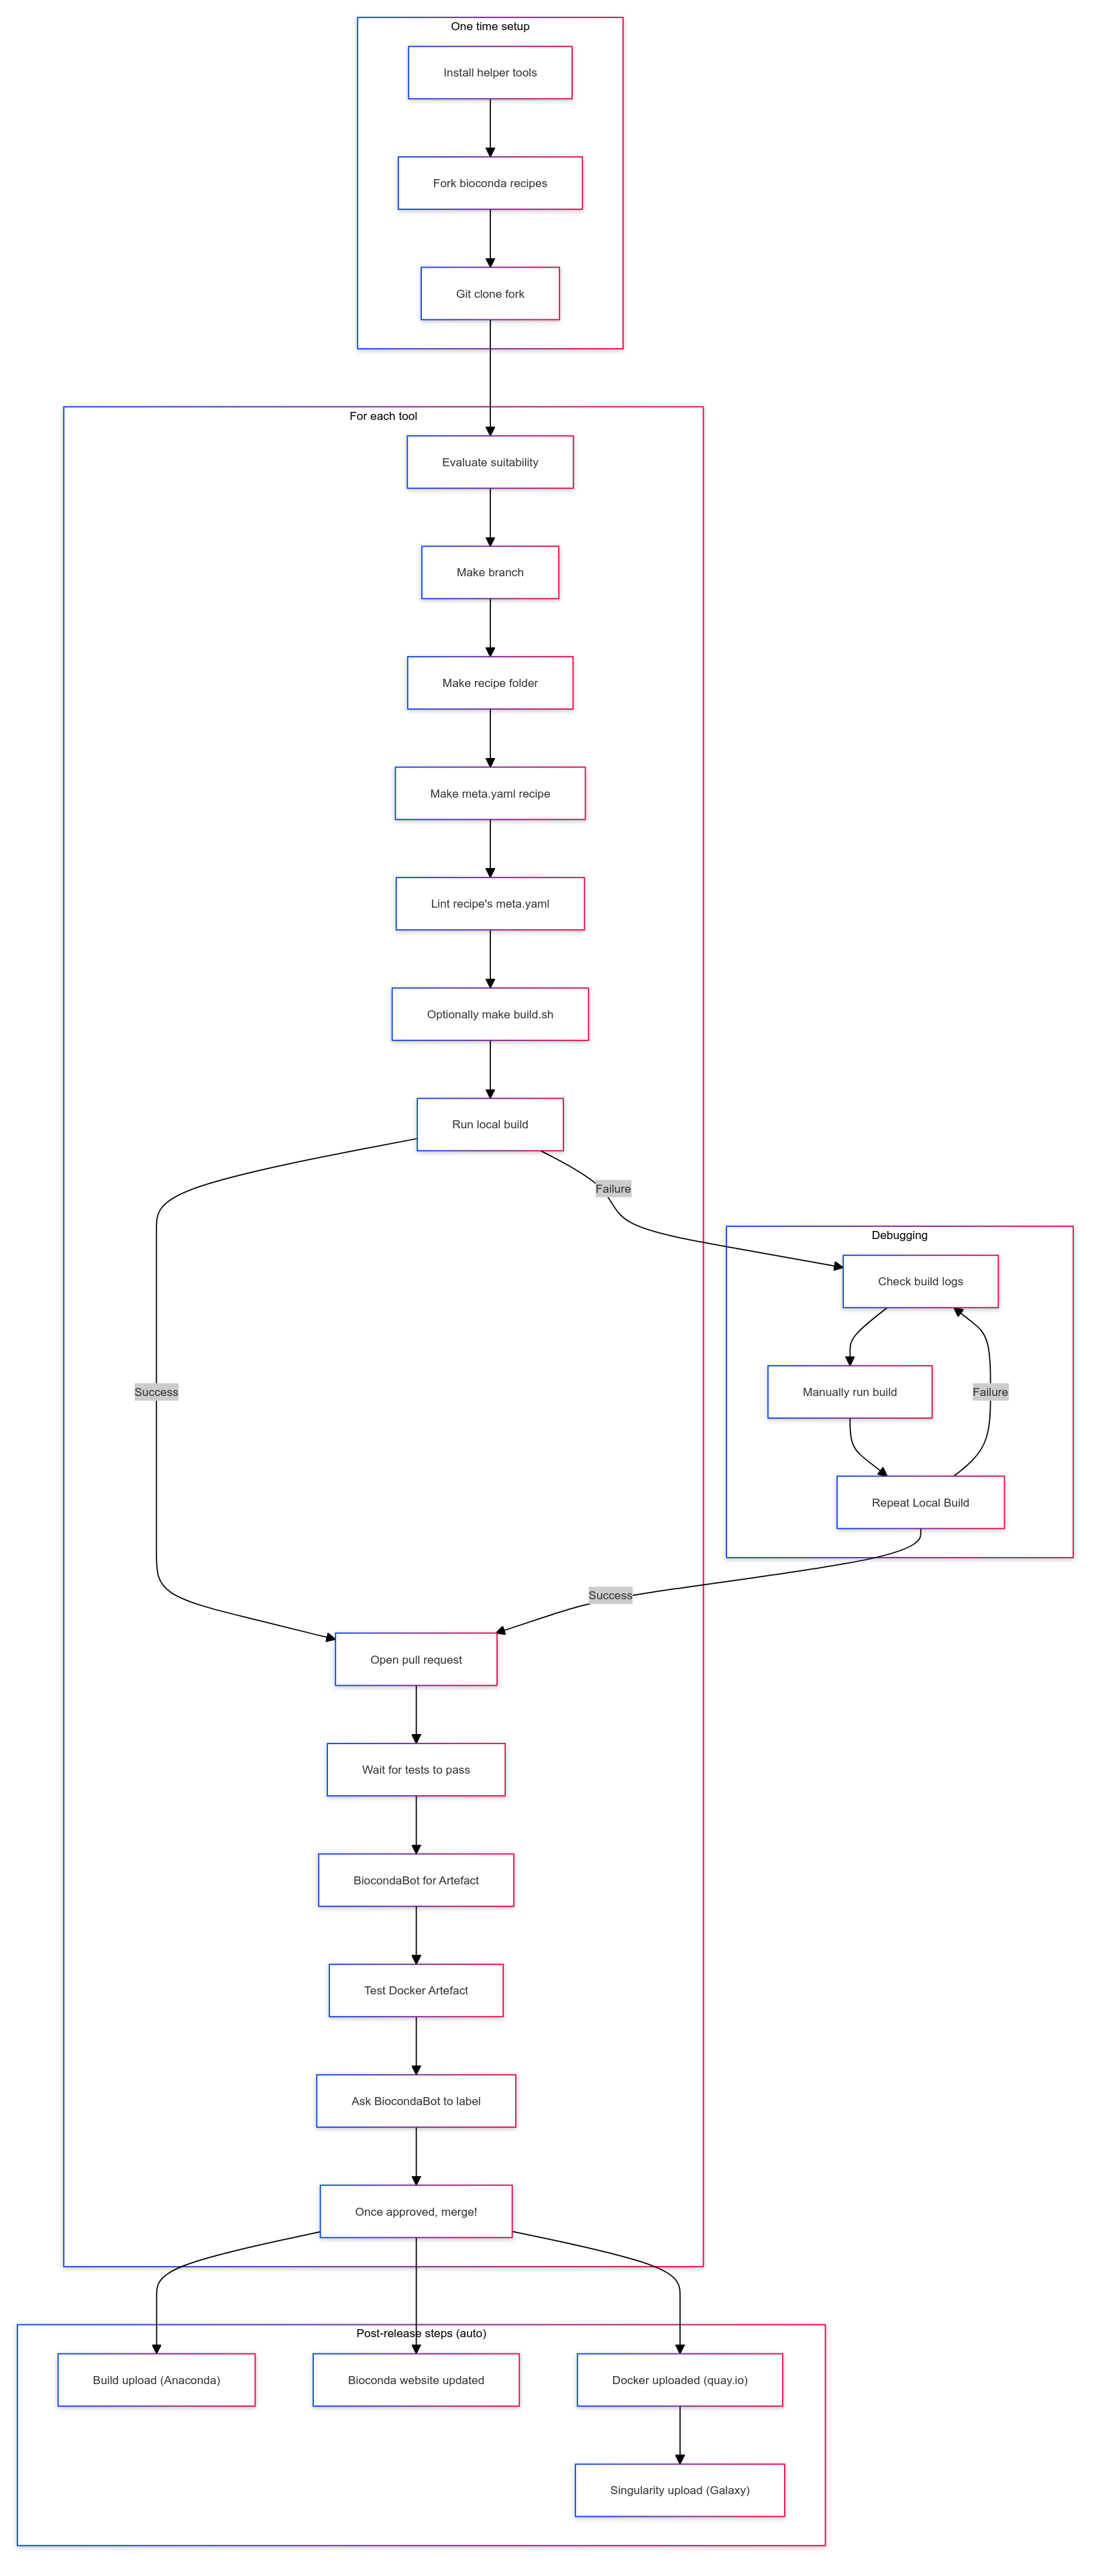 One time setup
Install helper tools
Fork bioconda recipes
Git clone fork
For each tool
Evaluate suitability
Make branch
Make recipe folder
Make meta.yaml recipe
Lint recipe's meta.yaml
Optionally make build.sh
Run local build
Failure
Debugging
Check build logs
Success
Manually run build
Failure
Repeat Local Build
Success
Open pull request
Wait for tests to pass
BiocondaBot for Artefact
Test Docker Artefact
Ask BiocondaBot to label
Once approved, merge!
Post-release steps (auto)
Build upload (Anaconda)
Bioconda website updated
Docker uploaded (quay.io)
Singularity upload (Galaxy)